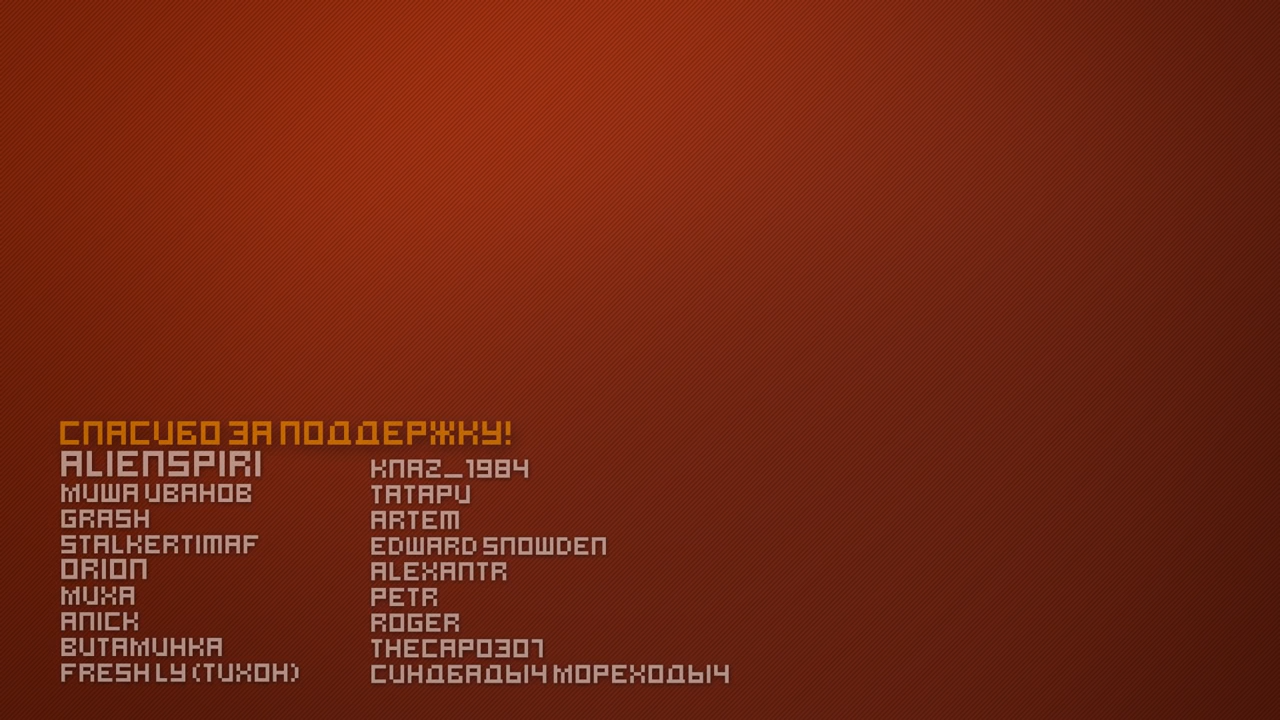 СПАСИБО ЗА ПОДДЕРЖКУ!
ALIENSPIRI
МИША ИВАНОВ
GRASH
STALKERTIMAF
ORION
МИХА
ANICK
ВИТАМИНКА
FRESH LY (ТИХОН)
KNAZ_1984
ТАТАРИ
ARTEM
EDWARD SNOWDEN
ALEXANTR
PETR
ROGER
THECAPO307
СИНДБАДЫЧ МОРЕХОДЫЧ